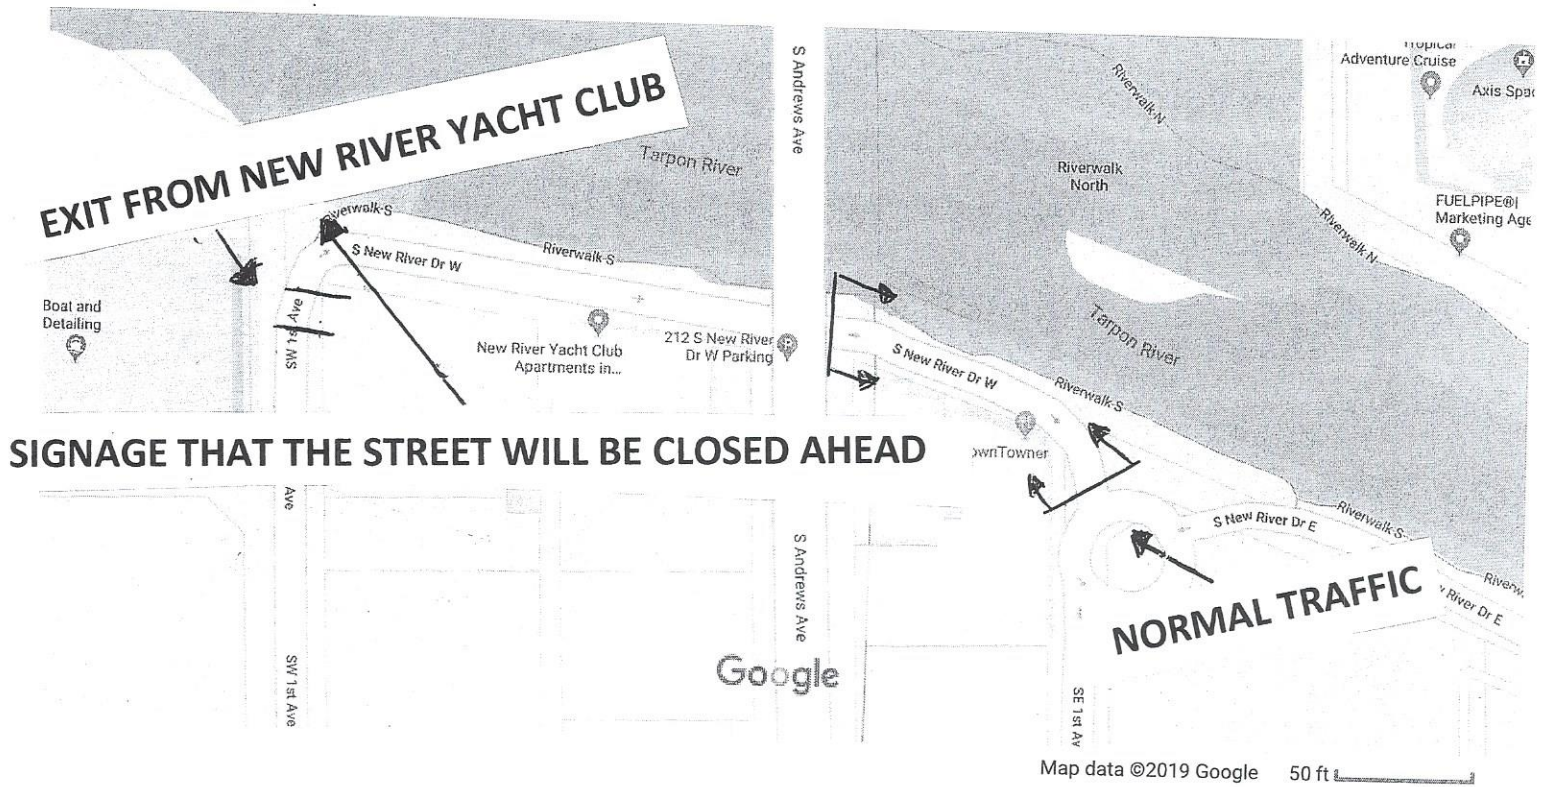 EXIT FROM NEW RIVER YACHT CLUB
S Andrews Ave
Tarpon River
Riverwalk S
S New River Dr W
Riverwalk S
Boat and
Detailing
SW 1st Ave
New River Yacht Club
Apartments in...
212 S New River
Dr W Parking
Riverwalk N
Riverwalk
North
Adventure Cruise
Axis Spac
FUELPIPE®|
Marketing Age
Riverwalk N
Tarpon River
S New River Dr W
Riverwalk S
ownTowner
SIGNAGE THAT THE STREET WILL BE CLOSED AHEAD
Ave
S Andrews Ave
SW 1st Ave
S New River Dr E
Riverwalk S
Riverw
River Dr E
NORMAL TRAFFIC
SE 1st Av
Google
Map data ©2019 Google
50 ft